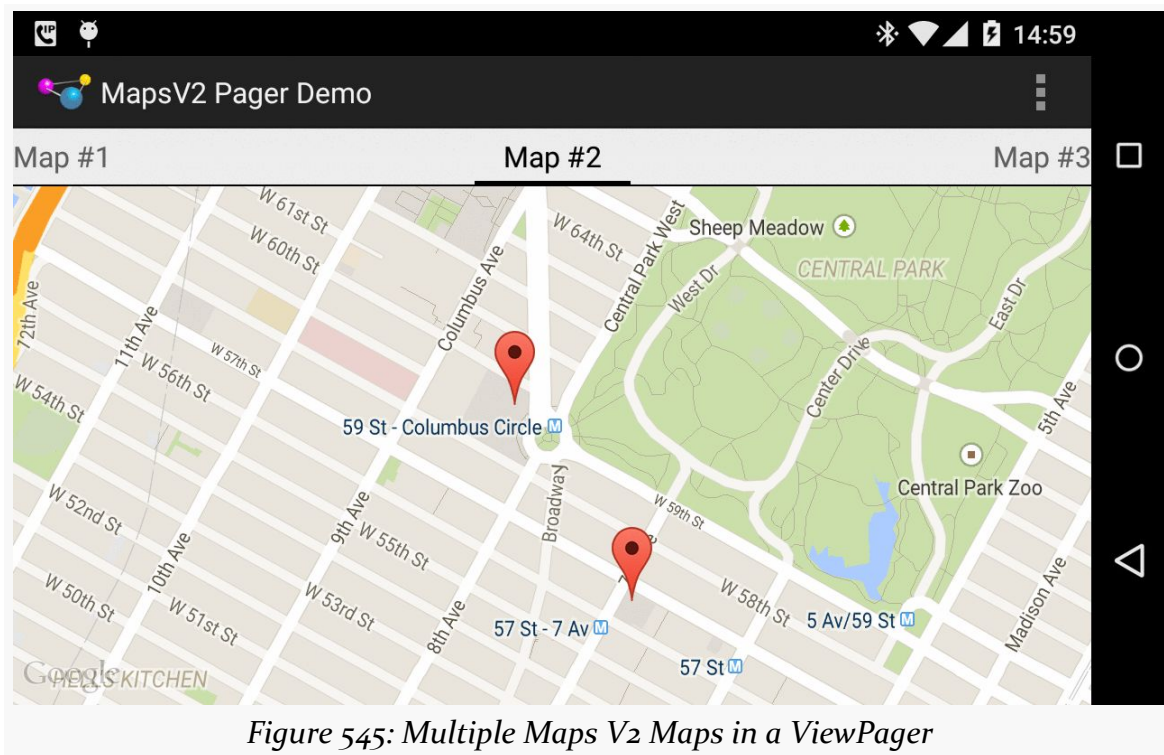 14:59
MapsV2 Pager Demo
Map #1
Map #2
Map #3
W 61st St
W 60th St
Columbus Ave
W 64th St
Central Park West
Sheep Meadow
CENTRAL PARK
West Dr
East Dr
12th Ave
11th Ave
W 57th St
W 56th St
W 54th St
Center Drive
5th Ave
59 St - Columbus Circle M
Central Park Zoo
W 52nd St
9th Ave
Broadway
W 59th St
W 55th St
10th Ave
W 50th St
W 51st St
W 53rd St
8th Ave
W 58th St
57 St - 7 Av M
5 Av/59 St M
Madison Ave
57 St M
Google
HELL'S KITCHEN
Figure 545: Multiple Maps V2 Maps in a ViewPager